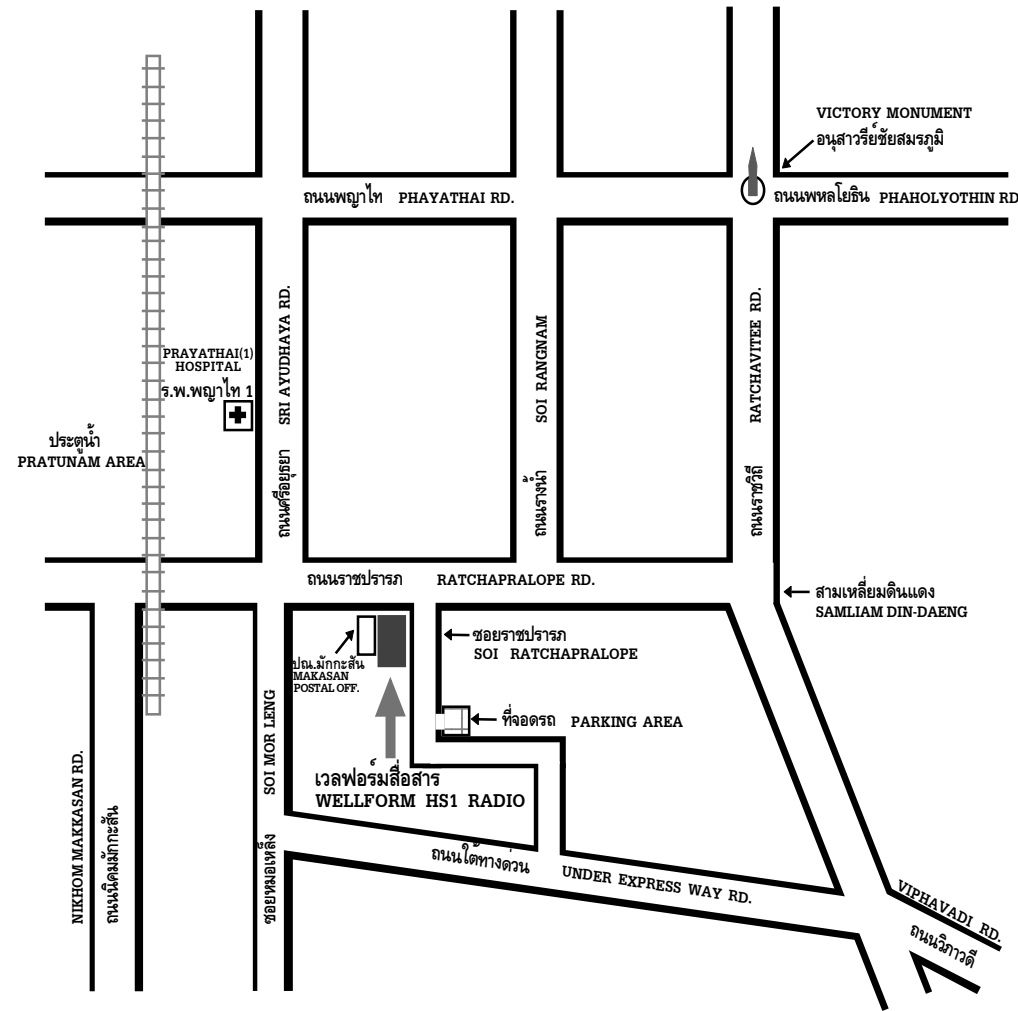 VICTORY MONUMENT
อนุสาวรีย์ชัยสมรภูมิ
ถนนพญาไท PHAYATHAI RD.
ถนนพหลโยธิน PHAHOLYOTHIN RD
SRI AYUDHAYA RD.
ถนนศรีอยุธยา
SOI RANGNAM
ถนนรางน้ำ
RATCHAVITEE RD.
ถนนราชวิถี
PRAYATHAI(1)
HOSPITAL
ร.พ.พญาไท 1
ประตูน้ำ
PRATUNAM AREA
ถนนราชปรารภ RATCHAPRALOPE RD.
สามเหลี่ยมดินแดง
SAMLIAM DIN-DAENG
ซอยราชปรารภ
SOI RATCHAPRALOPE
ปณ.มักกะสัน
MAKASAN
POSTAL OFF.
ที่จอดรถ PARKING AREA
เวลฟอร์มสื่อสาร
WELLFORM HS1 RADIO
NIKHOM MAKKASAN RD.
ถนนนิคมมักกะสัน
SOI MOR LENG
ซอยหมอเหล็ง
ถนนใต้ทางด่วน UNDER EXPRESS WAY RD.
VIPHAVADI RD.
ถนนวิภาวดี